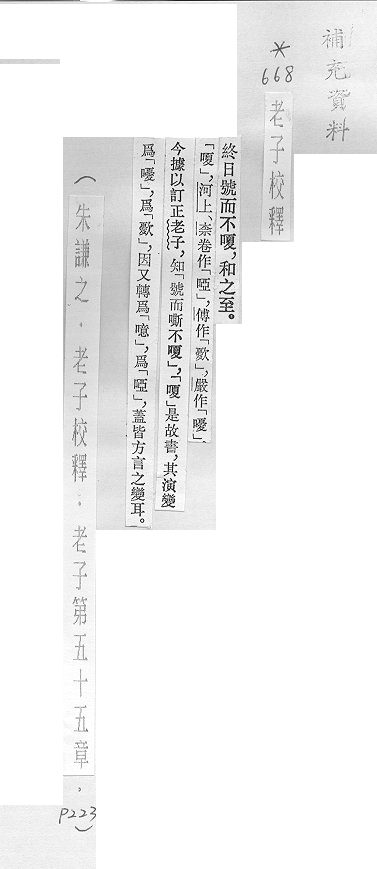 補充資料
*
668
老子校釋
終日號而不嗄,和之至。
「嗄」,河上、柰卷作「啞」,傅作「歍」,嚴作「嚘」,
今據以訂正老子,知「號而嘶不嗄」,「嗄」是故書,其演變
爲「嚘」,爲「歍」,因又轉爲「噫」,爲「啞」,蓋皆方言之變耳。
(朱謙之.老子校釋.老子第五十五章,
P223)